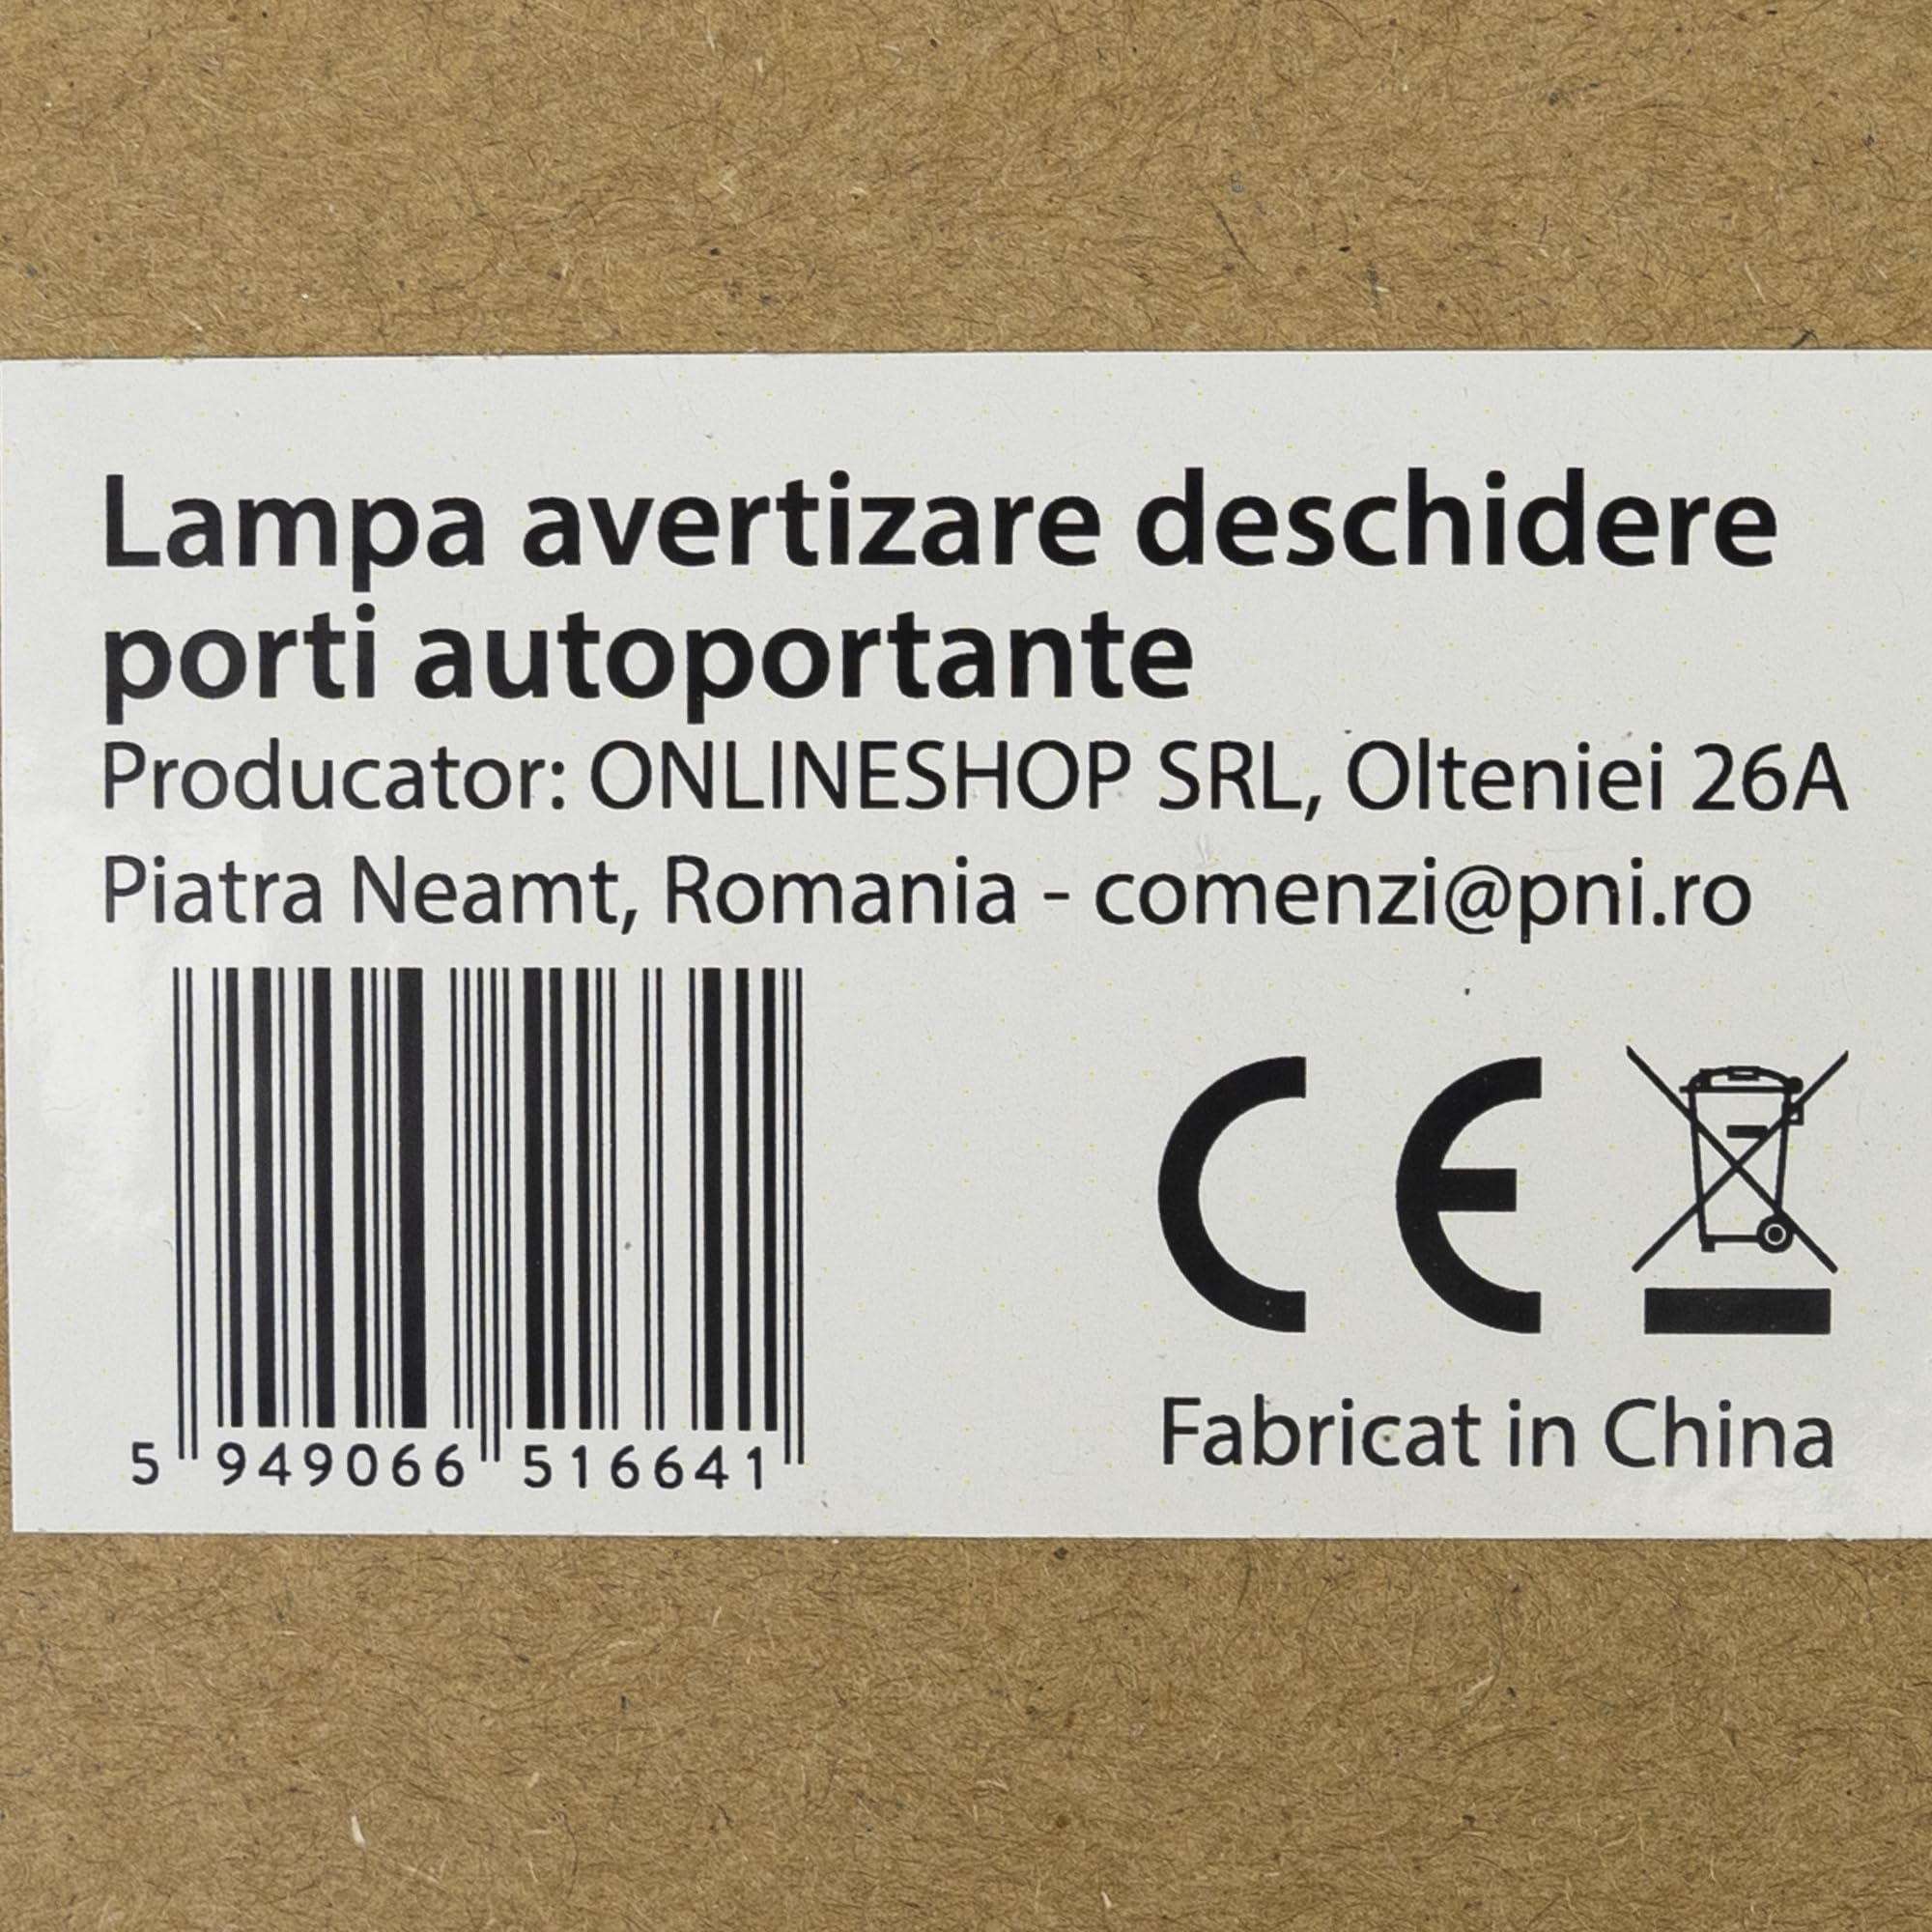 Lampa avertizare deschidere
porti autoportante
Producator: ONLINESHOP SRL, Olteniei 26A
Piatra Neamt, Romania - comenzi@pni.ro
CE
5 949066 516641
Fabricat in China